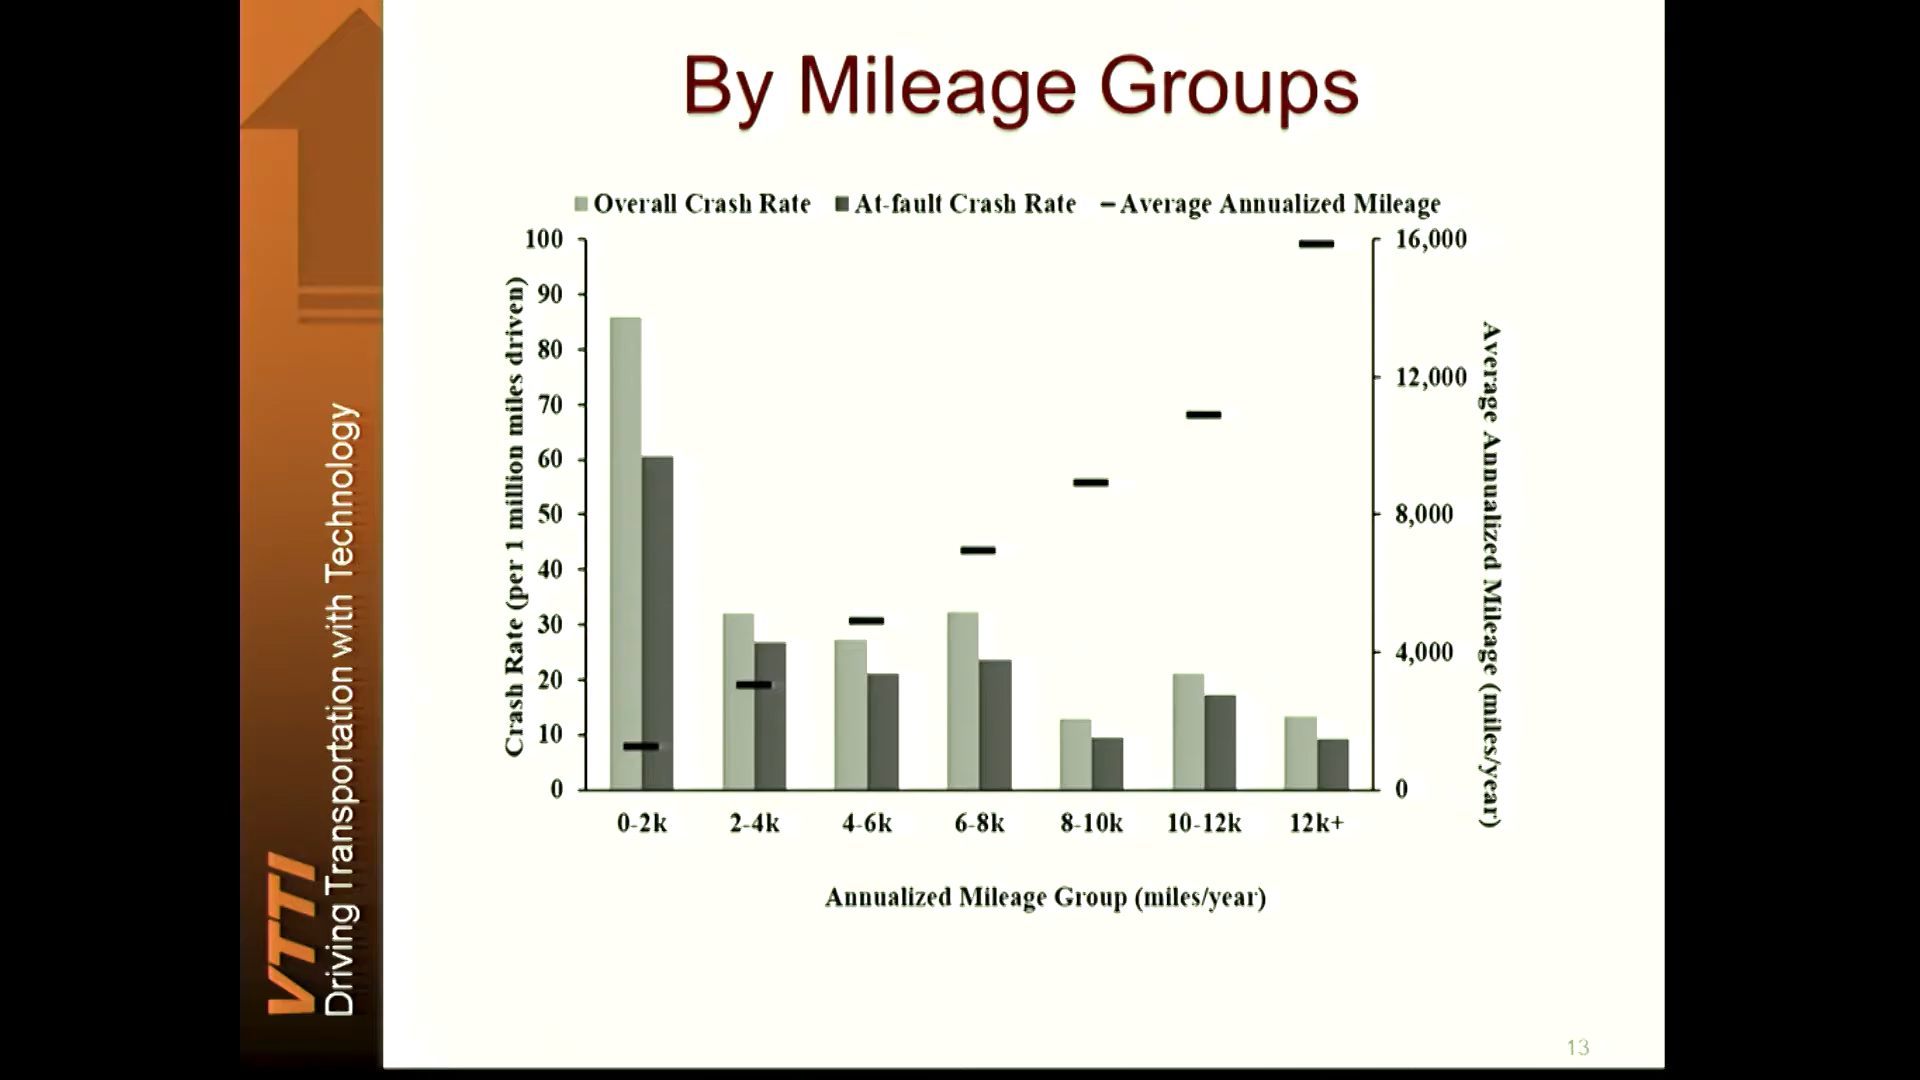 By Mileage Groups
Overall Crash Rate At-fault Crash Rate Average Annualized Mileage
100
90
80
70
60
50
40
30
20
10
0
Crash Rate (per 1 million miles driven)
16,000
12,000
8,000
4,000
0
Average Annualized Mileage (miles/year)
0-2k 2-4k 4-6k 6-8k 8-10k 10-12k 12k+
Annualized Mileage Group (miles/year)
VTTI
Driving Transportation with Technology
13